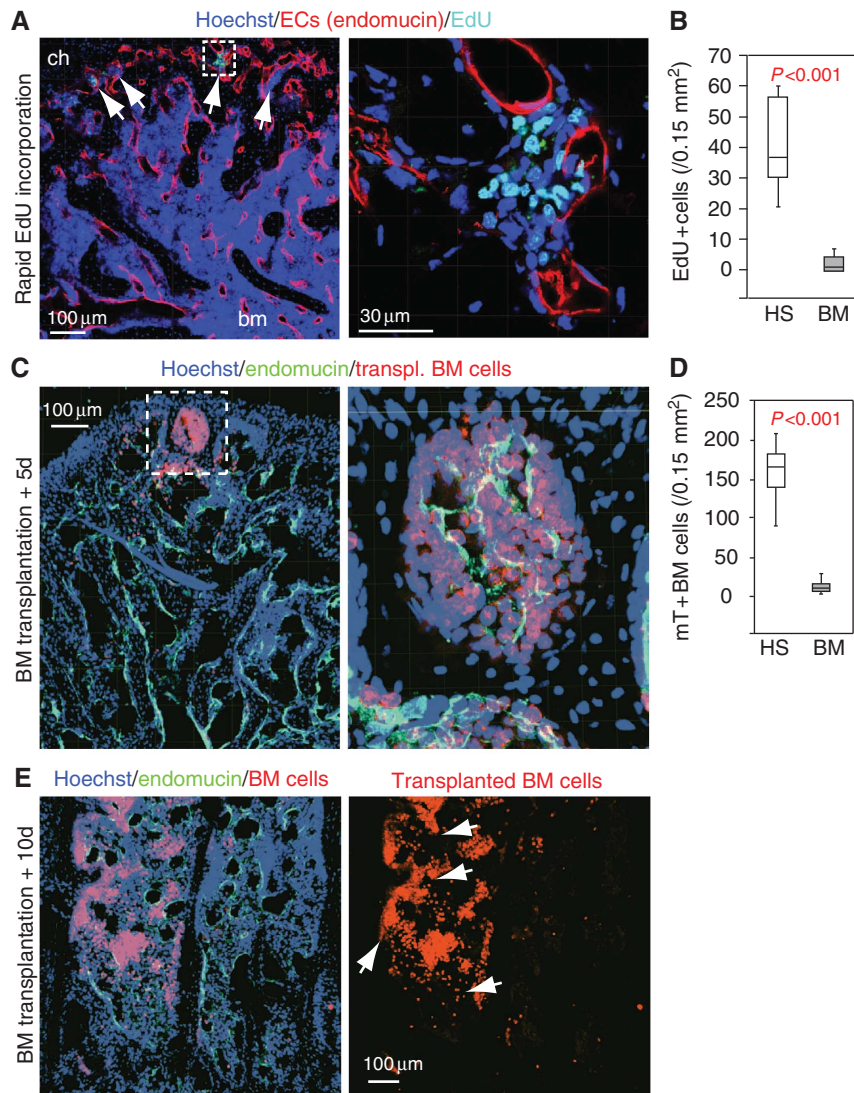 A
Hoechst/ECs (endomucin)/EdU
Rapid EdU incorporation
ch
bm
100 µm
30 µm
B
EdU+cells (/0.15 mm²)
70
60
50
40
30
20
10
0
P<0.001
HS BM
C
Hoechst/endomucin/transpl. BM cells
BM transplantation + 5d
100 µm
D
mT+BM cells (/0.15 mm²)
250
200
150
100
50
0
P<0.001
HS BM
E
Hoechst/endomucin/BM cells
Transplanted BM cells
BM transplantation + 10d
100 µm